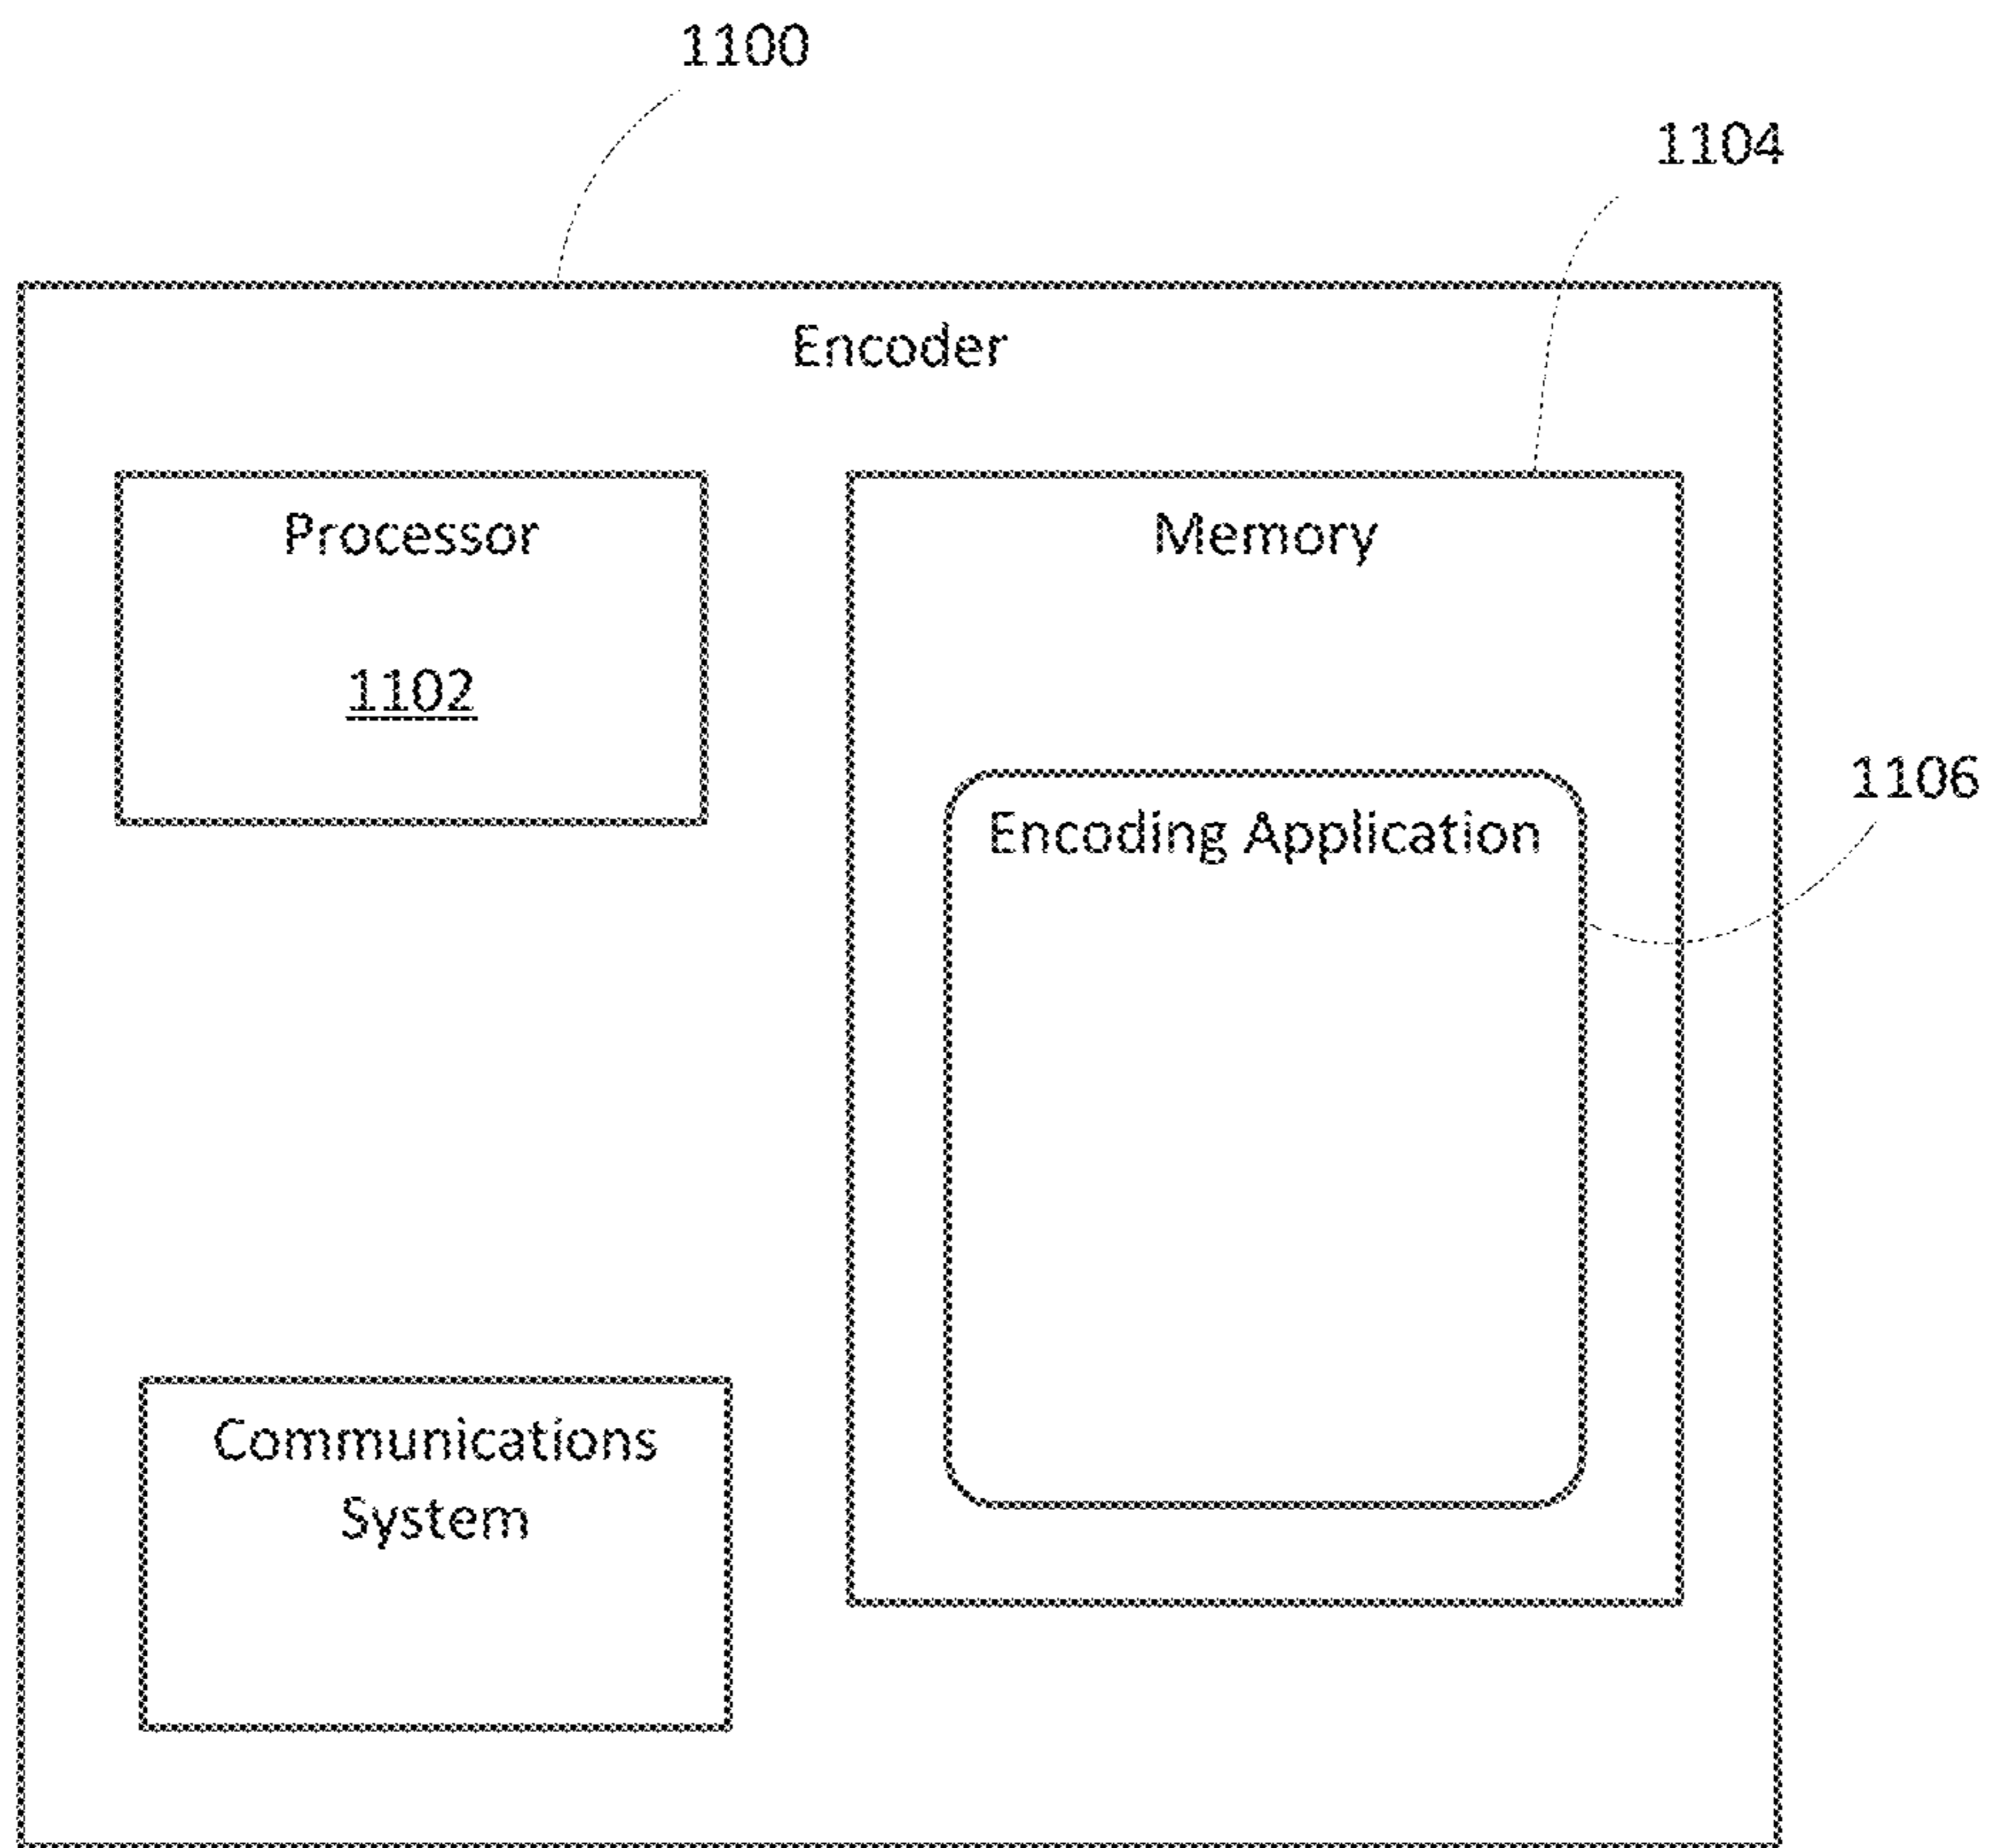 1100
1104
Encoder
Processor
1102
Memory
1106
Encoding Application
Communications
System